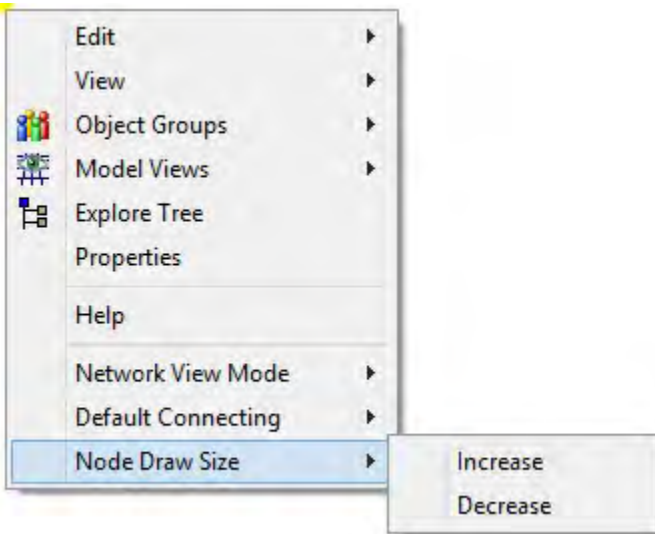 Edit
View
Object Groups
Model Views
Explore Tree
Properties
Help
Network View Mode
Default Connecting
Node Draw Size
Increase
Decrease